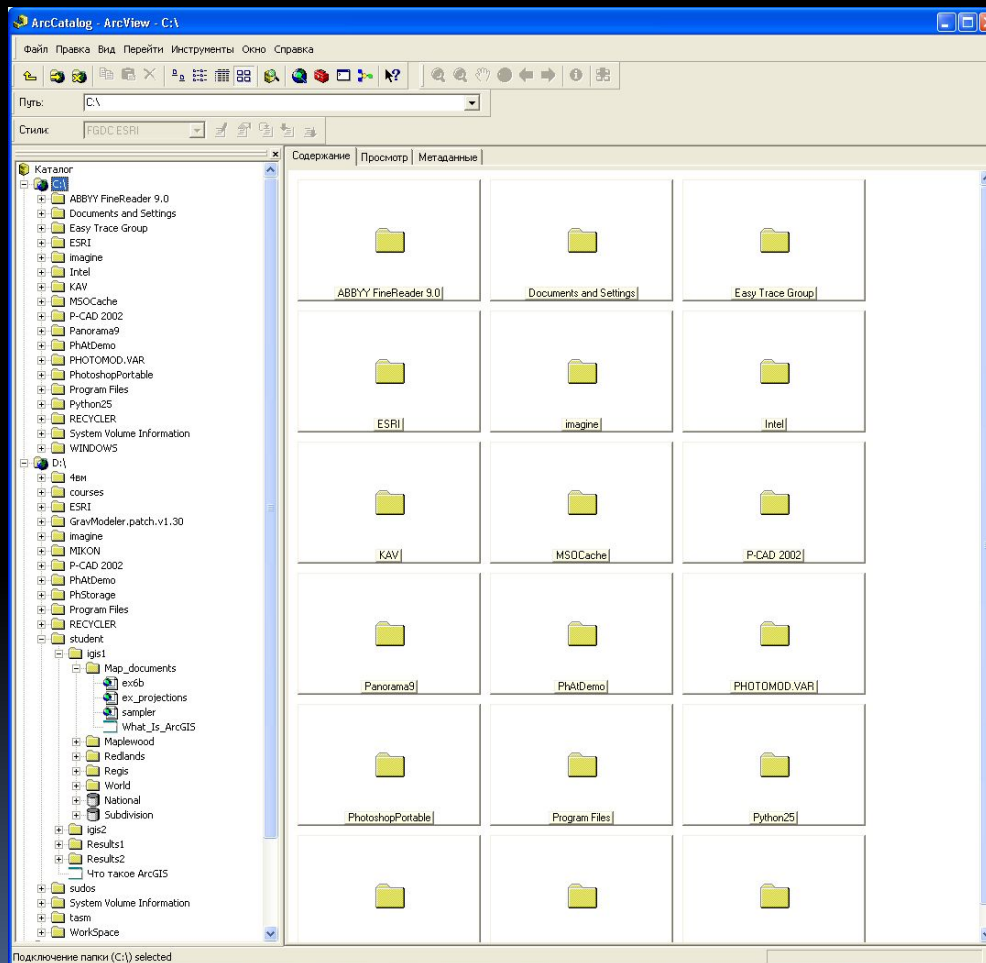 ArcCatalog - ArcView - C:\
Файл Правка Вид Перейти Инструменты Окно Справка
Путь: C:\
Стили: FGDC ESRI
Каталог
C:\
ABBYY FineReader 9.0
Documents and Settings
Easy Trace Group
ESRI
imagine
Intel
KAV
MSOCache
P-CAD 2002
Panorama9
PhAtDemo
PHOTOMOD.VAR
PhotoshopPortable
Program Files
Python25
RECYCLER
System Volume Information
WINDOWS
D:\
4вм
courses
ESRI
GravModeler.patch.v1.30
imagine
MIKON
P-CAD 2002
PhAtDemo
PhStorage
Program Files
RECYCLER
student
igis1
Map_documents
ex6b
ex_projections
sampler
What_Is_ArcGIS
Maplewood
Redlands
Regis
World
National
Subdivision
igis2
Results1
Results2
Что такое ArcGIS
sudos
System Volume Information
tasm
WorkSpace
Содержание Просмотр Метаданные
ABBYY FineReader 9.0 Documents and Settings Easy Trace Group
ESRI imagine Intel
KAV MSOCache P-CAD 2002
Panorama9 PhAtDemo PHOTOMOD.VAR
PhotoshopPortable Program Files Python25
Подключение папки (C:\) selected